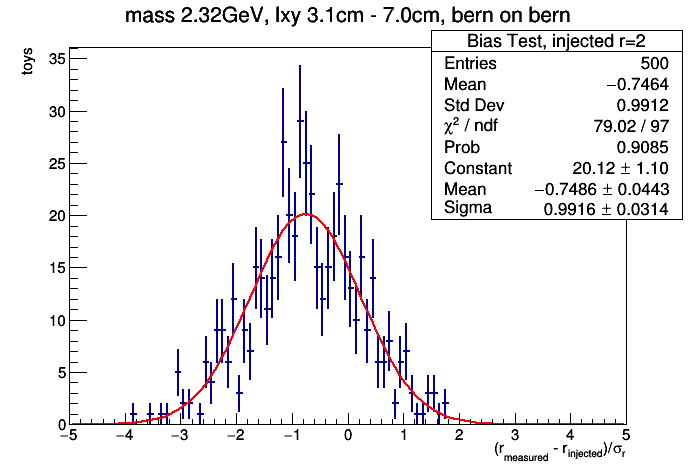 mass 2.32GeV, lxy 3.1cm - 7.0cm, bern on bern
Bias Test, injected r=2
Entries 500
Mean −0.7464
Std Dev 0.9912
χ² / ndf 79.02 / 97
Prob 0.9085
Constant 20.12 ± 1.10
Mean −0.7486 ± 0.0443
Sigma 0.9916 ± 0.0314
toys
35
30
25
20
15
10
5
0
−5 −4 −3 −2 −1 0 1 2 3 4 5
(r_measured - r_injected)/σ_r